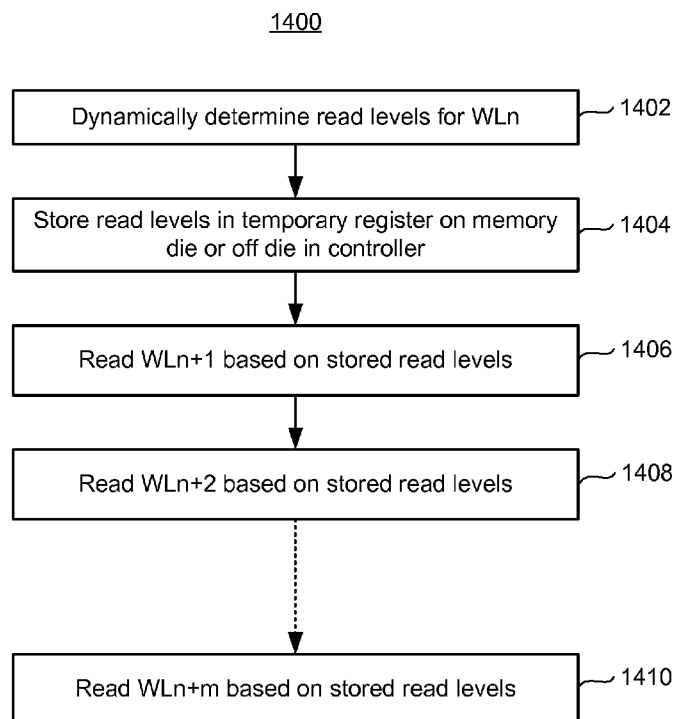 1400
Dynamically determine read levels for WLn
1402
Store read levels in temporary register on memory
die or off die in controller
1404
Read WLn+1 based on stored read levels
1406
Read WLn+2 based on stored read levels
1408
Read WLn+m based on stored read levels
1410